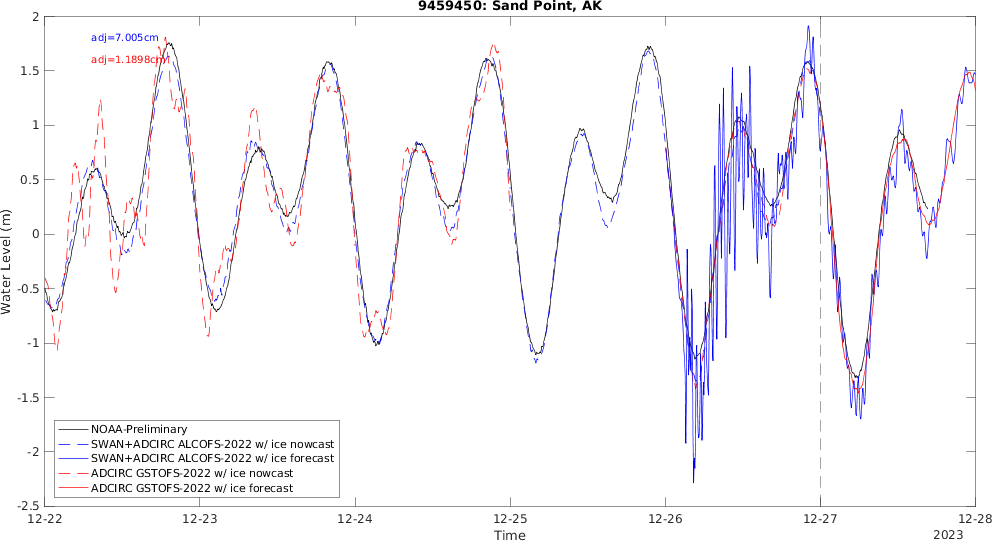 9459450: Sand Point, AK
adj=7.005cm
adj=1.1898cm
2
1.5
1
0.5
0
-0.5
-1
-1.5
-2
-2.5
Water Level (m)
NOAA-Preliminary
SWAN+ADCIRC ALCOFS-2022 w/ ice nowcast
SWAN+ADCIRC ALCOFS-2022 w/ ice forecast
ADCIRC GSTOFS-2022 w/ ice nowcast
ADCIRC GSTOFS-2022 w/ ice forecast
12-22 12-23 12-24 12-25 12-26 12-27 12-28
Time
2023